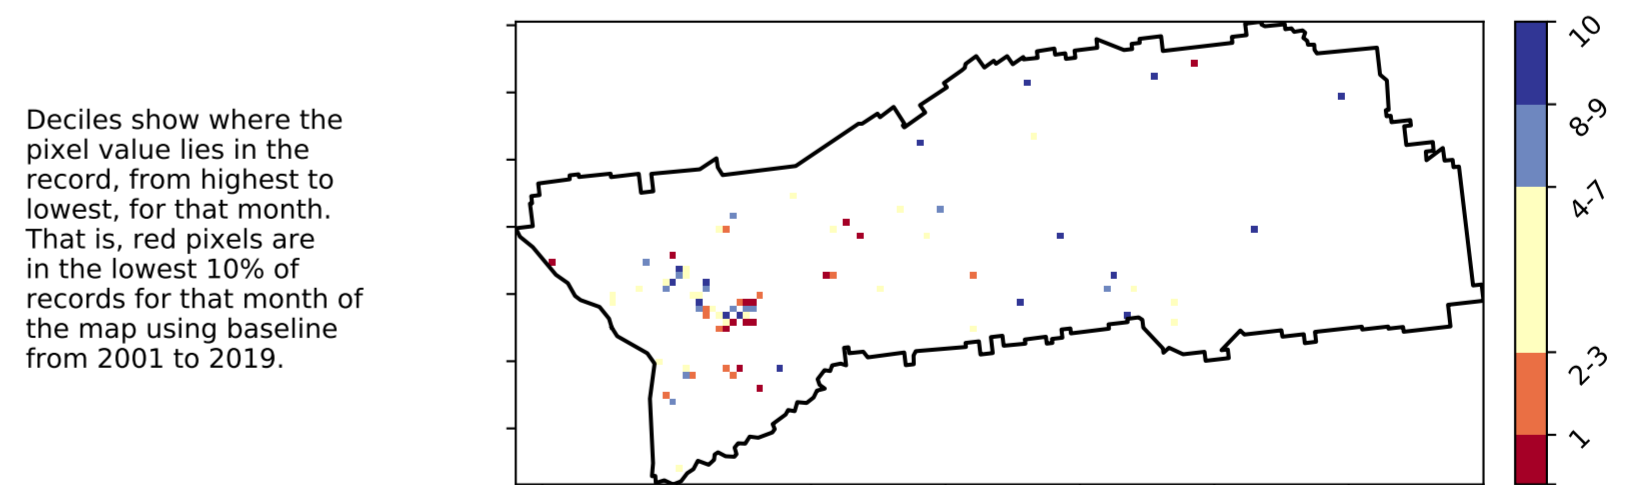 Deciles show where the
pixel value lies in the
record, from highest to
lowest, for that month.
That is, red pixels are
in the lowest 10% of
records for that month of
the map using baseline
from 2001 to 2019.
10
8-9
4-7
2-3
1